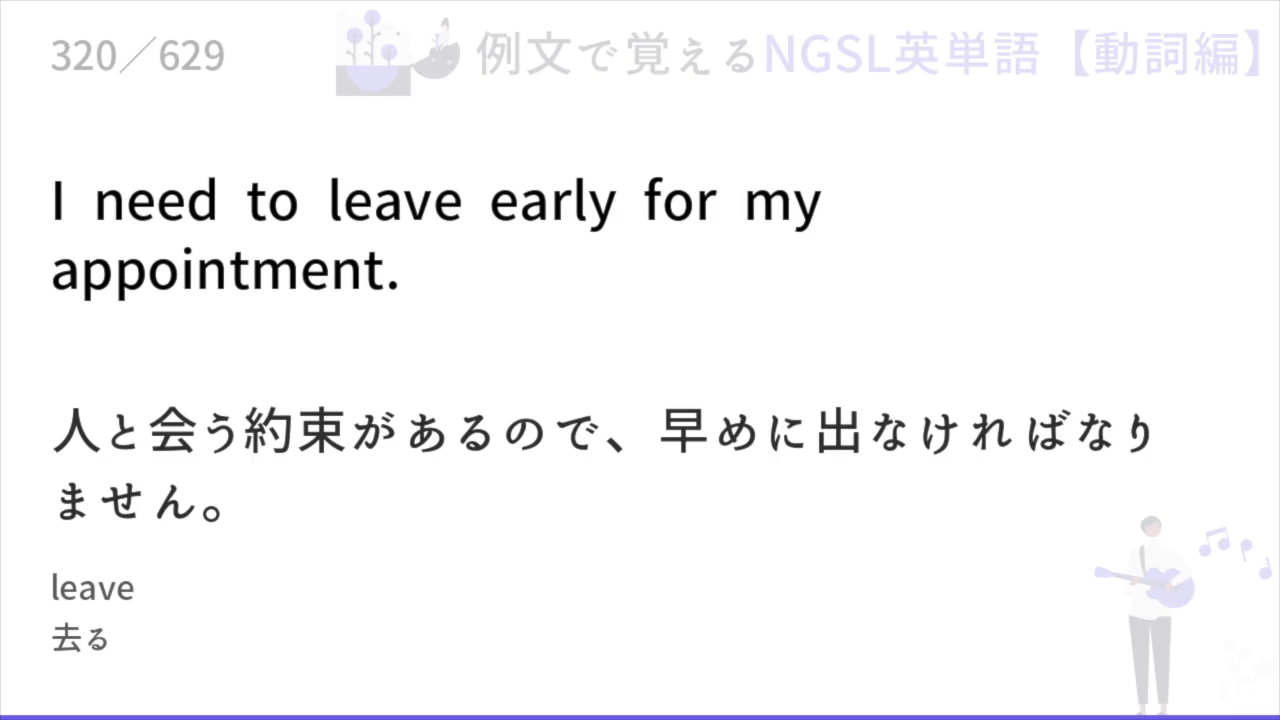 320／629
例文で覚えるNGSL英単語【動詞編】
I need to leave early for my
appointment.
人と会う約束があるので、早めに出なければなり
ません。
leave
去る